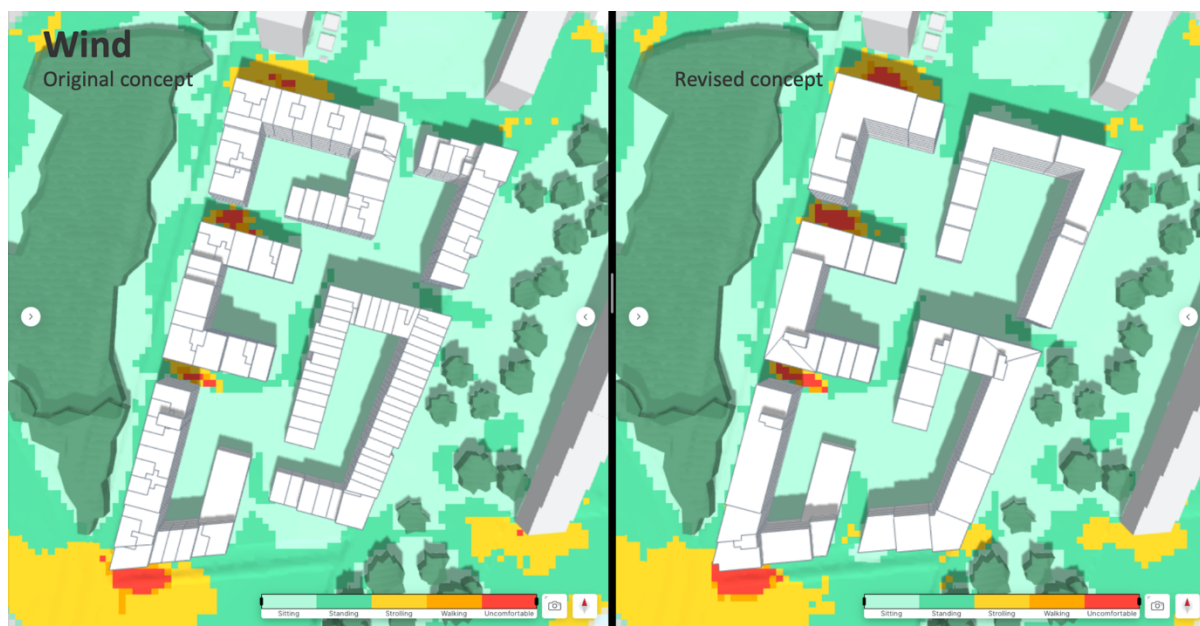 Wind
Original concept
Revised concept
Sitting Standing Strolling Walking Uncomfortable
Sitting Standing Strolling Walking Uncomfortable